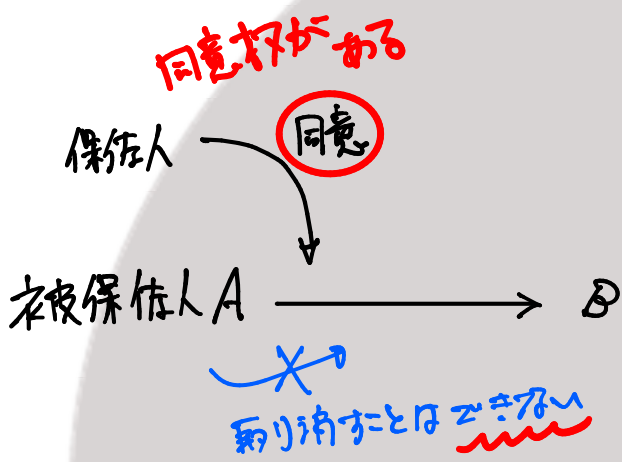 同意权がある
保佐人
同意
被保佐人A
B
取り消すことはできない